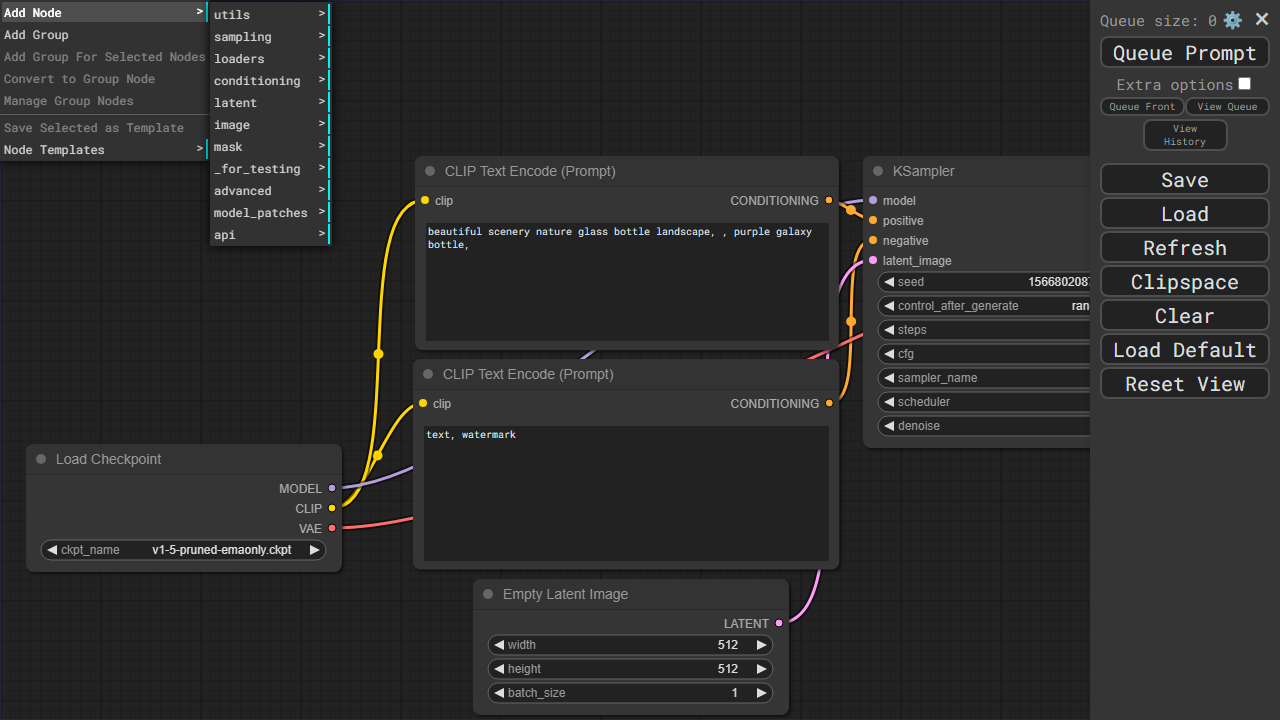 Add Node >
Add Group
Add Group For Selected Nodes
Convert to Group Node
Manage Group Nodes
Save Selected as Template
Node Templates >
utils >
sampling >
loaders >
conditioning >
latent >
image >
mask >
_for_testing >
advanced >
model_patches >
api >
CLIP Text Encode (Prompt)
clip CONDITIONING
beautiful scenery nature glass bottle landscape, , purple galaxy
bottle,
CLIP Text Encode (Prompt)
clip CONDITIONING
text, watermark
Load Checkpoint
MODEL
CLIP
VAE
ckpt_name v1-5-pruned-emaonly.ckpt
Empty Latent Image
LATENT
width 512
height 512
batch_size 1
KSampler
model
positive
negative
latent_image
seed 156680208
control_after_generate ran
steps
cfg
sampler_name
scheduler
denoise
Queue size: 0
Queue Prompt
Extra options
Queue Front View Queue
View
History
Save
Load
Refresh
Clipspace
Clear
Load Default
Reset View